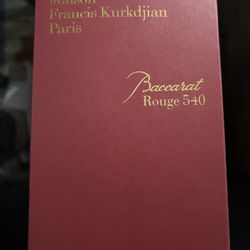 Maison
Francis Kurkdjian
Paris
Baccarat
Rouge 540